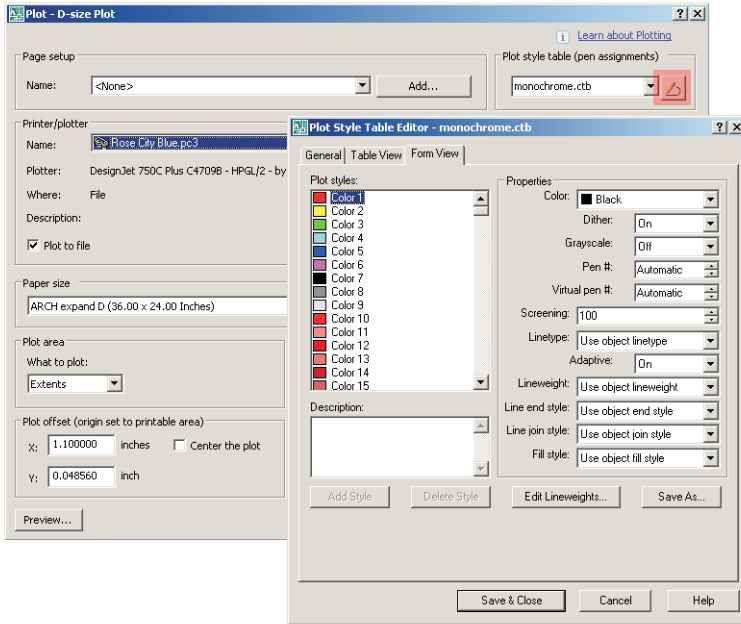 Plot - D-size Plot
Learn about Plotting
Page setup
Name: <None> Add...
Plot style table (pen assignments)
monochrome.ctb
Printer/plotter
Name: Rose City Blue.pc3
Plotter: DesignJet 750C Plus C4709B - HPGL/2 - by
Where: File
Description:
Plot to file
Paper size
ARCH expand D (36.00 x 24.00 Inches)
Plot area
What to plot:
Extents
Plot offset (origin set to printable area)
X: 1.100000 inches Center the plot
Y: 0.048560 inch
Preview...
Plot Style Table Editor - monochrome.ctb
General Table View Form View
Plot styles:
Color 1
Color 2
Color 3
Color 4
Color 5
Color 6
Color 7
Color 8
Color 9
Color 10
Color 11
Color 12
Color 13
Color 14
Color 15
Description:
Add Style Delete Style
Properties
Color: Black
Dither: On
Grayscale: Off
Pen #: Automatic
Virtual pen #: Automatic
Screening: 100
Linetype: Use object linetype
Adaptive: On
Lineweight: Use object lineweight
Line end style: Use object end style
Line join style: Use object join style
Fill style: Use object fill style
Edit Lineweights... Save As...
Save & Close Cancel Help